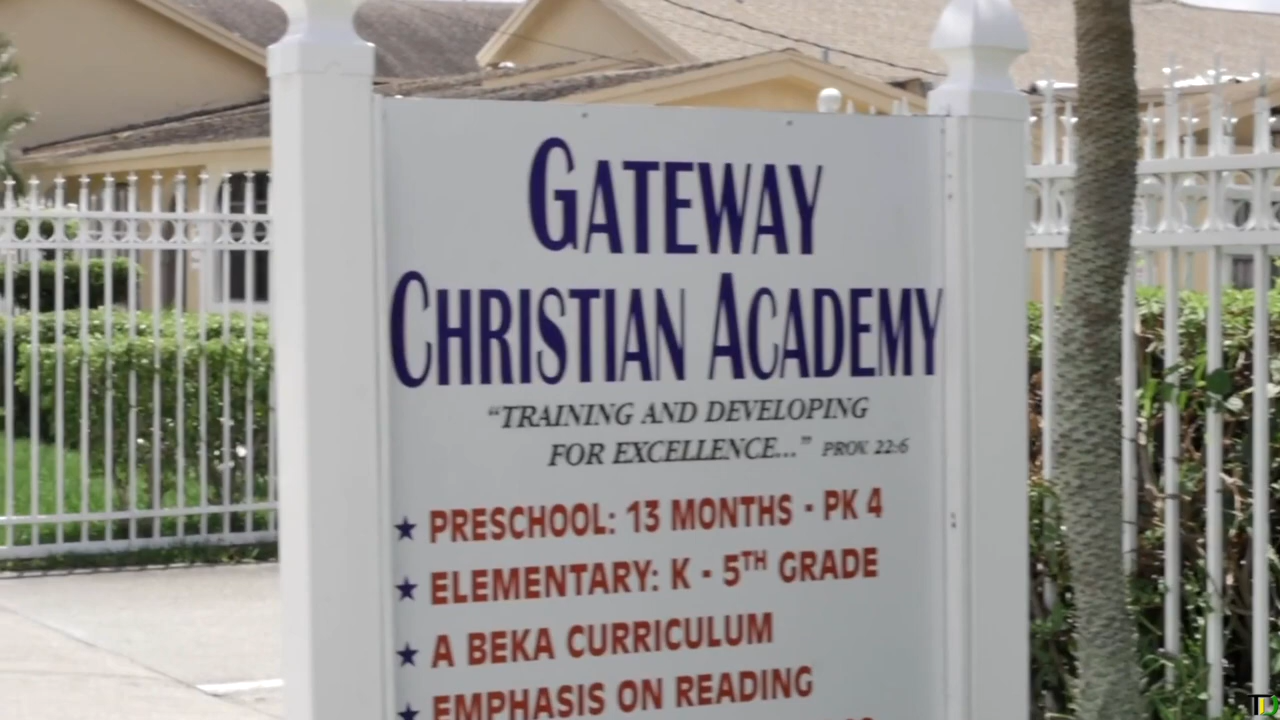 GATEWAY
CHRISTIAN ACADEMY
“TRAINING AND DEVELOPING
FOR EXCELLENCE...” PROV. 22:6
PRESCHOOL: 13 MONTHS - PK 4
ELEMENTARY: K - 5TH GRADE
A BEKA CURRICULUM
EMPHASIS ON READING